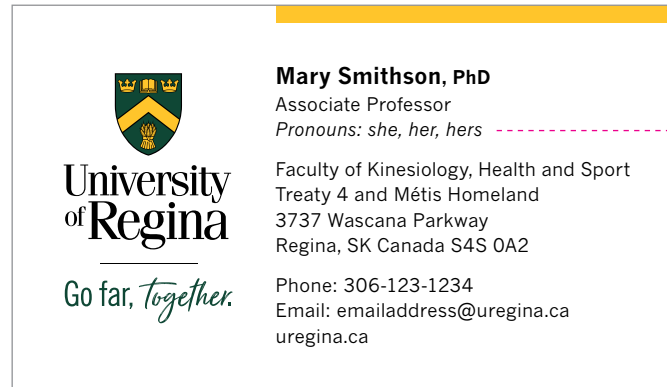 University
of Regina
Go far, together.
Mary Smithson, PhD
Associate Professor
Pronouns: she, her, hers
Faculty of Kinesiology, Health and Sport
Treaty 4 and Métis Homeland
3737 Wascana Parkway
Regina, SK Canada S4S 0A2
Phone: 306-123-1234
Email: emailaddress@uregina.ca
uregina.ca